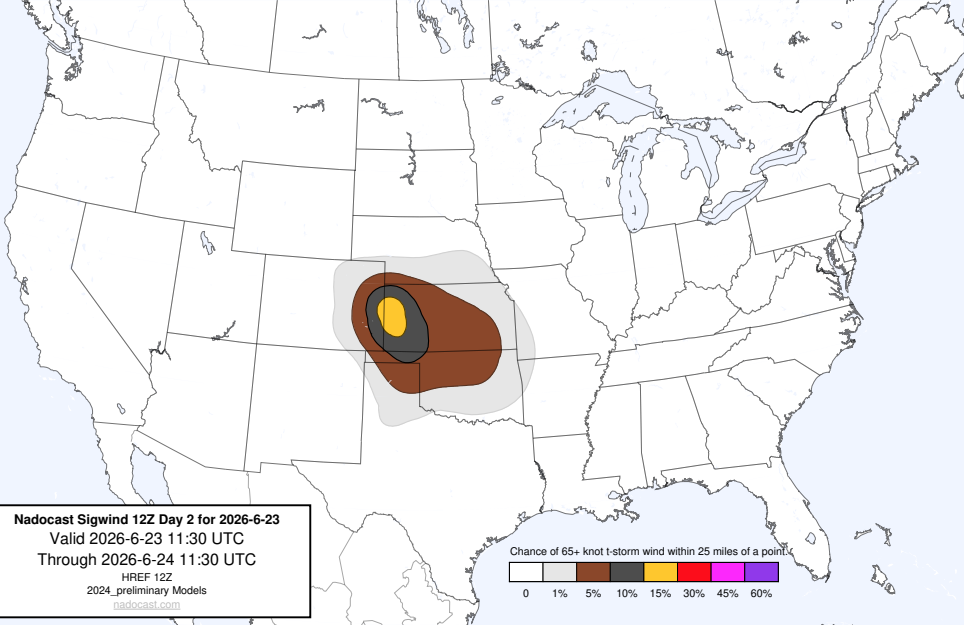 Nadocast Sigwind 12Z Day 2 for 2026-6-23
Valid 2026-6-23 11:30 UTC
Through 2026-6-24 11:30 UTC
HREF 12Z
2024_preliminary Models
nadocast.com
Chance of 65+ knot t-storm wind within 25 miles of a point.
0 1% 5% 10% 15% 30% 45% 60%